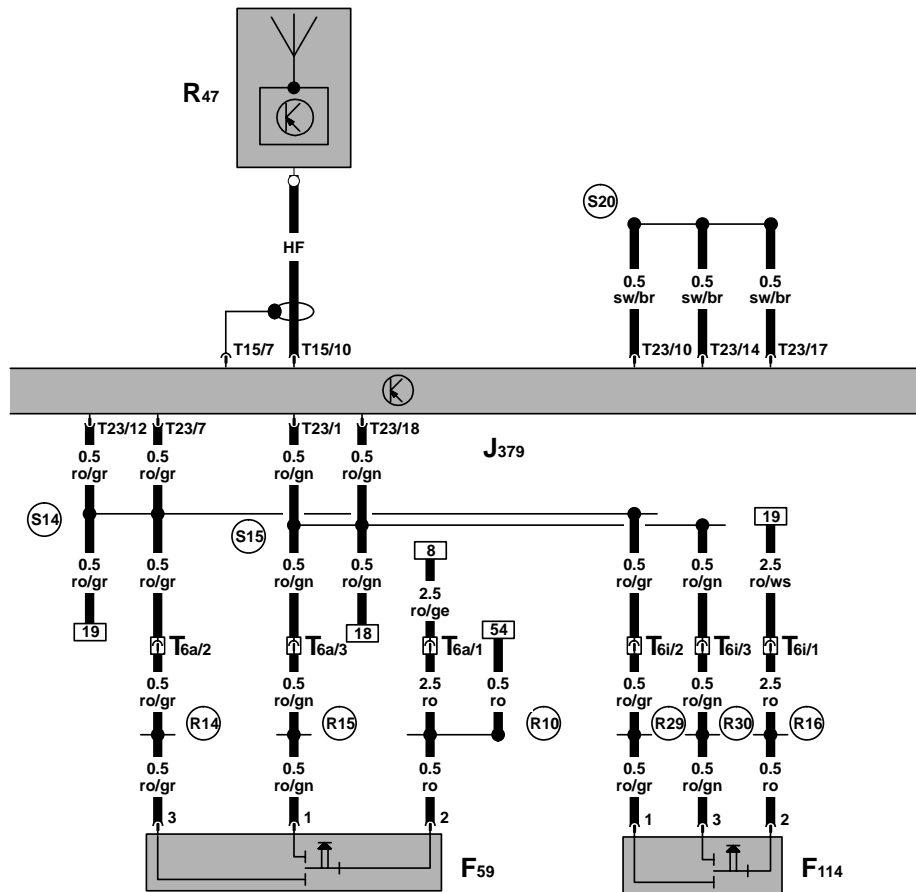 R47
HF
S20
0.5 0.5 0.5
sw/br sw/br sw/br
T15/7 T15/10 T23/10 T23/14 T23/17
T23/12 T23/7 T23/1 T23/18
J379
0.5 0.5 0.5 0.5
ro/gr ro/gr ro/gn ro/gn
S14 S15 19
8
0.5 0.5 0.5 0.5 0.5 0.5
ro/gr ro/gr ro/gn ro/gn ro/gr ro/gn
2.5 2.5
ro/ge ro/ws
19 18 54
T6a/2 T6a/3 T6a/1 T6i/2 T6i/3 T6i/1
0.5 0.5 2.5 0.5 0.5 0.5 2.5
ro/gr ro/gn ro ro ro/gr ro/gn ro
R14 R15 R10 R29 R30 R16
0.5 0.5 0.5 0.5 0.5 0.5
ro/gr ro/gn ro ro/gr ro/gn ro
3 1 2 1 3 2
F59 F114